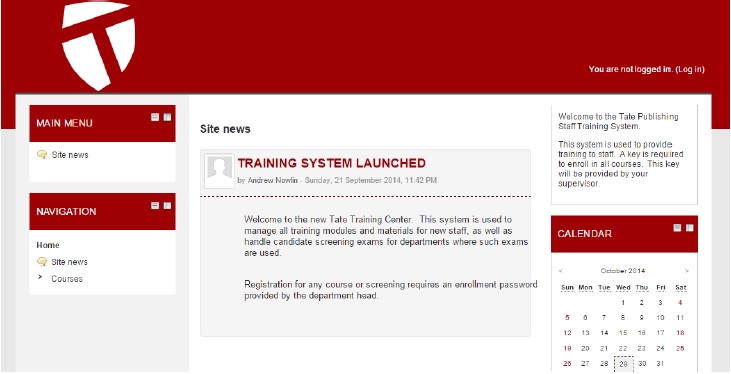 You are not logged in. (Log in)
MAIN MENU
Site news
NAVIGATION
Home
Site news
Courses
Site news
TRAINING SYSTEM LAUNCHED
by Andrew Nowlin - Sunday, 21 September 2014, 11:42 PM
Welcome to the new Tate Training Center. This system is used to
manage all training modules and materials for new staff, as well as
handle candidate screening exams for departments where such exams
are used.
Registration for any course or screening requires an enrollment password
provided by the department head.
Welcome to the Tate Publishing
Staff Training System.
This system is used to provide
training to staff. A key is required
to enroll in all courses. This key
will be provided by your
supervisor.
CALENDAR
< October 2014 >
Sun Mon Tue Wed Thu Fri Sat
1 2 3 4
5 6 7 8 9 10 11
12 13 14 15 16 17 18
19 20 21 22 23 24 25
26 27 28 29 30 31